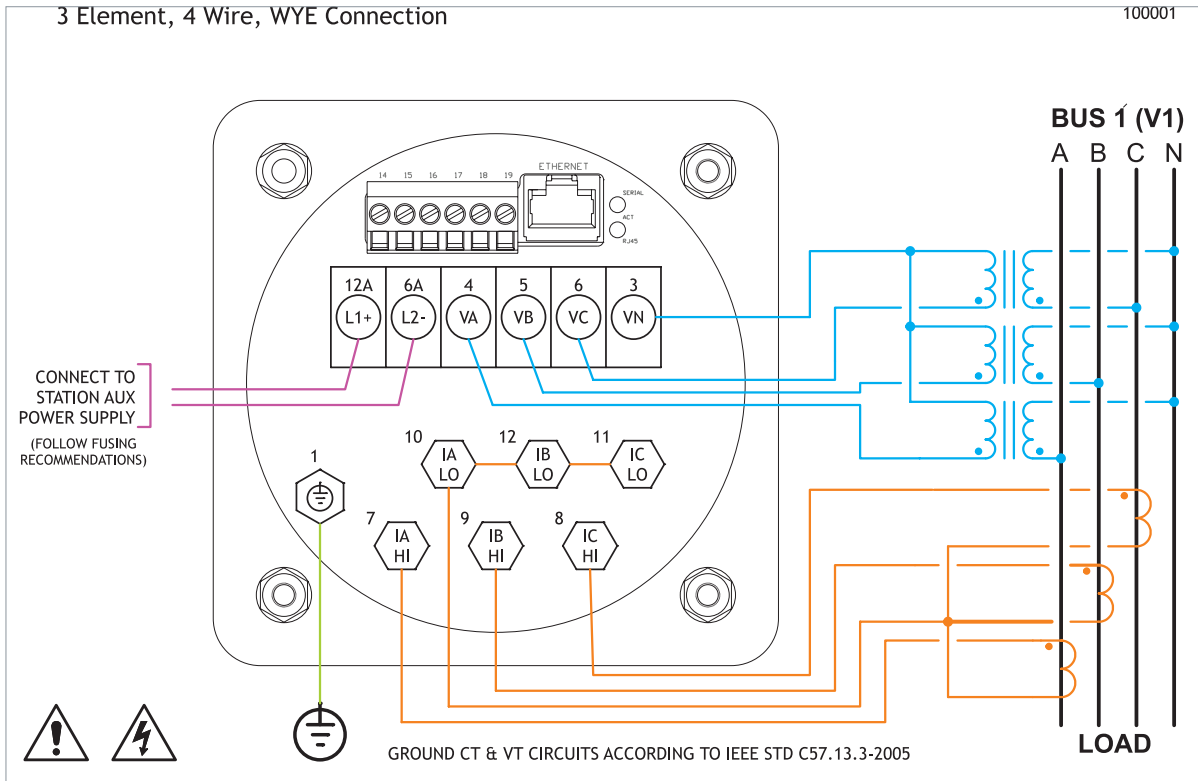 3 Element, 4 Wire, WYE Connection
100001
BUS 1 (V1)
A B C N
ETHERNET
14 15 16 17 18 19
SERIAL
ACT
RJ45
12A 6A 4 5 6 3
L1+ L2- VA VB VC VN
CONNECT TO
STATION AUX
POWER SUPPLY
(FOLLOW FUSING
RECOMMENDATIONS)
10 12 11
IA
LO
IB
LO
IC
LO
1
7 9 8
IA
HI
IB
HI
IC
HI
GROUND CT & VT CIRCUITS ACCORDING TO IEEE STD C57.13.3-2005
LOAD